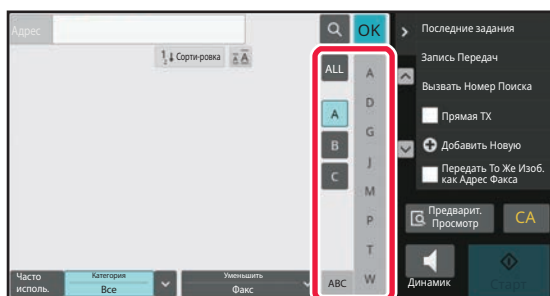 Адрес
OK
Сорти-ровка
ALL
A
B
C
ABC
A
D
G
J
M
P
T
W
Последние задания
Запись Передач
Вызвать Номер Поиска
Прямая TX
Добавить Новую
Передать То Же Изоб.
как Адрес Факса
Предварит.
Просмотр
CA
Динамик
Старт
Часто
исполь.
Категория
Все
Уменьшить
Факс